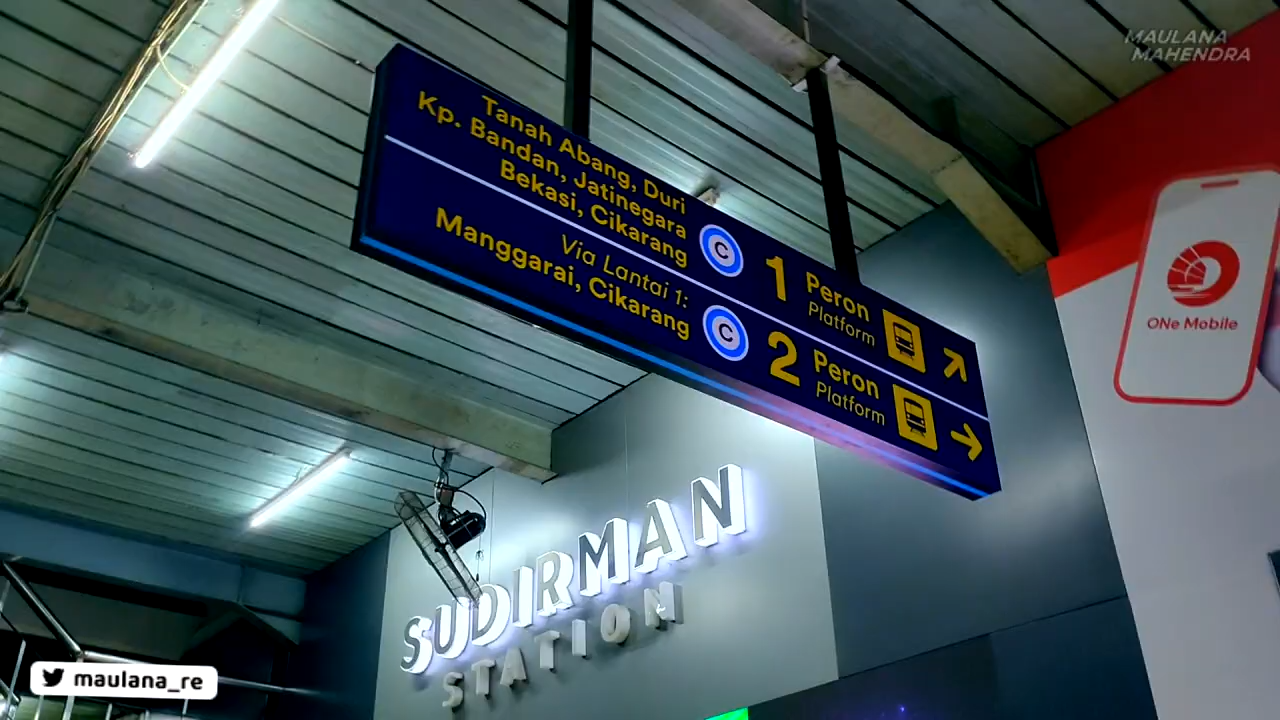 MAULANA
MAHENDRA
Tanah Abang, Duri
Kp. Bandan, Jatinegara
Bekasi, Cikarang
C
1
Peron
Platform
Via Lantai 1:
Manggarai, Cikarang
C
2
Peron
Platform
ONe Mobile
SUDIRMAN
STATION
maulana_re